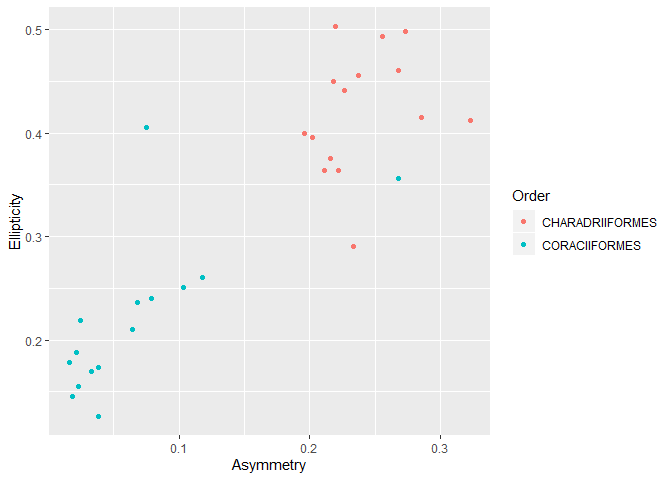 0.5
0.4
0.3
0.2
Ellipticity
0.1
0.2
0.3
Asymmetry
Order
CHARADRIIFORMES
CORACIIFORMES